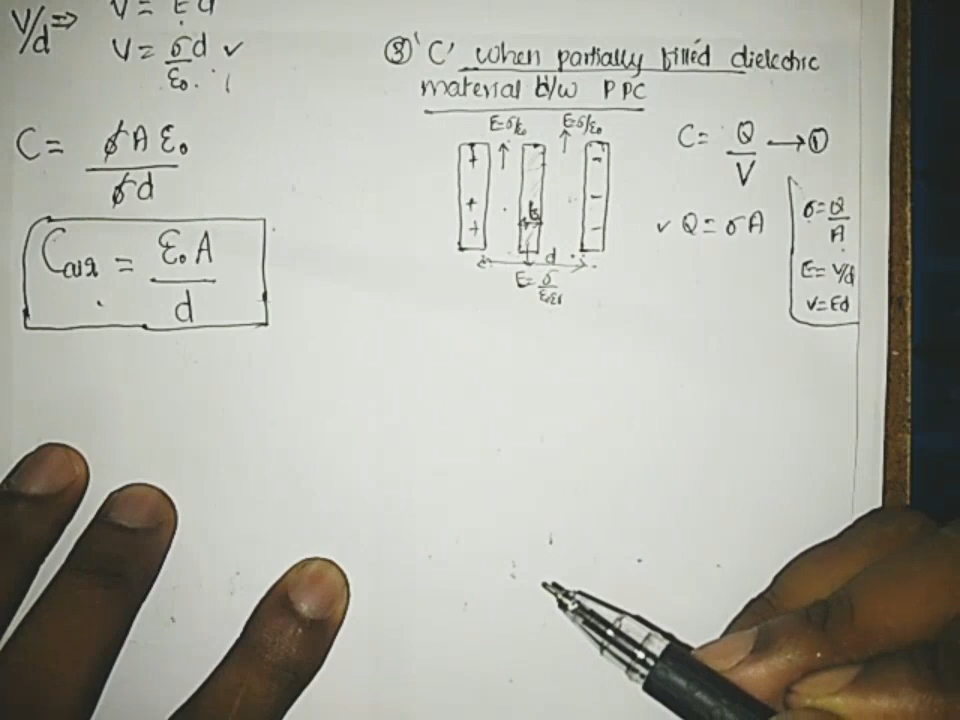 V = Ed
V/d ⇒
V = σd/ε₀ ✓
C = σAε₀/σd
Cair = ε₀A/d
③ 'C' when partially filled dielectric
material b/w PPC
E=σ/ε₀ E=σ/ε₀
+ -
+ t -
+ -
d
E=σ/ε₀εr
C = Q/V → ①
✓ Q = σA
σ=Q/A
E=V/d
V=Ed